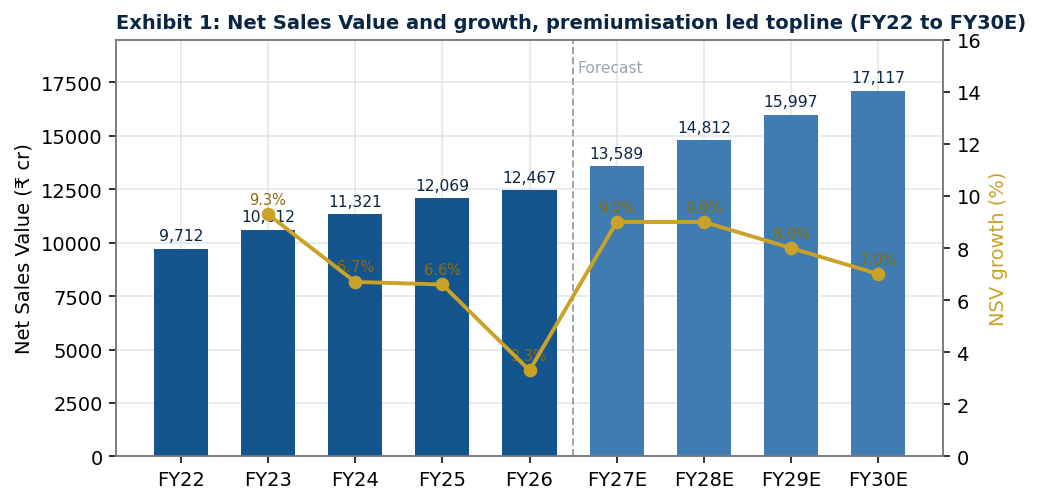 Exhibit 1: Net Sales Value and growth, premiumisation led topline (FY22 to FY30E)
Net Sales Value (₹ cr)
17500
15000
12500
10000
7500
5000
2500
0
9,712
10,612
11,321
12,069
12,467
13,589
14,812
15,997
17,117
Forecast
9.3%
6.7%
6.6%
3.3%
9.0%
9.0%
8.0%
7.0%
16
14
12
10
8
6
4
2
0
NSV growth (%)
FY22
FY23
FY24
FY25
FY26
FY27E
FY28E
FY29E
FY30E